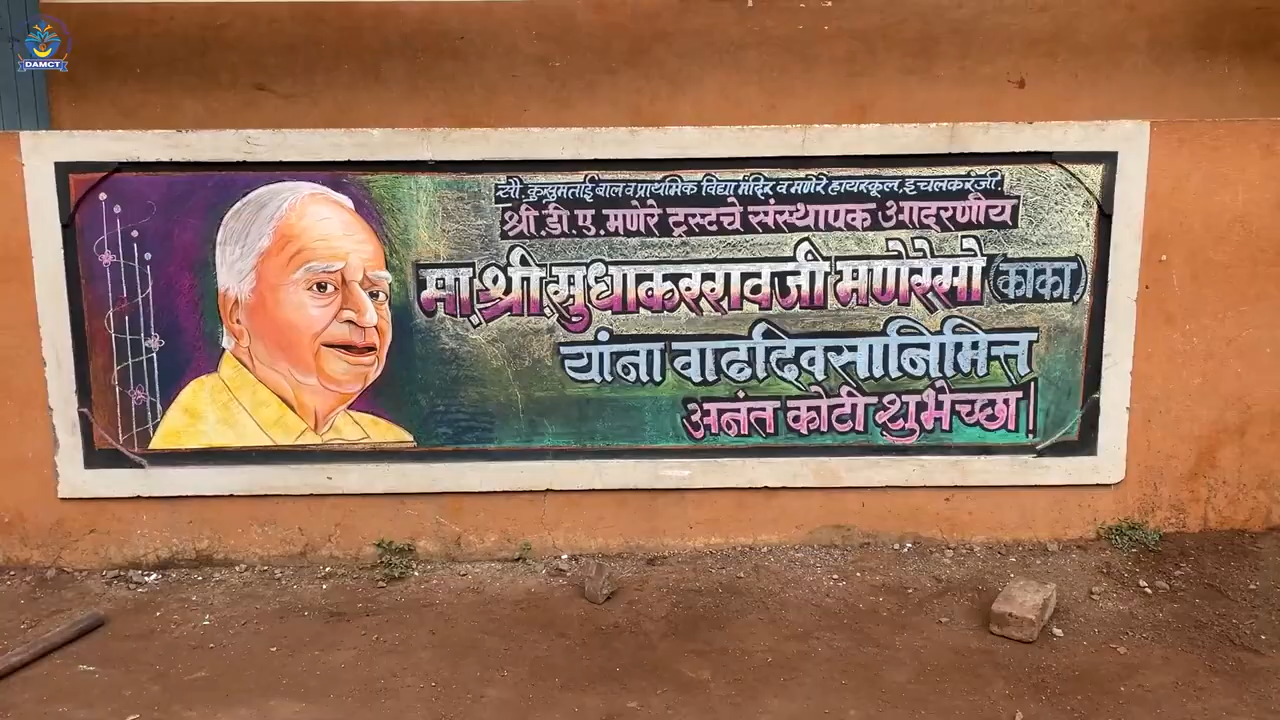 DAMCT
सौ. कुसुमताई बाल व प्राथमिक विद्या मंदिर व मणेरे हायस्कूल, इचलकरंजी.
श्री. डी. ए. मणेरे ट्रस्टचे संस्थापक आदरणीय
मा. श्री. सुधाकररावजी मणेरेसो (काका)
यांना वाढदिवसानिमित्त
अनंत कोटी शुभेच्छा!